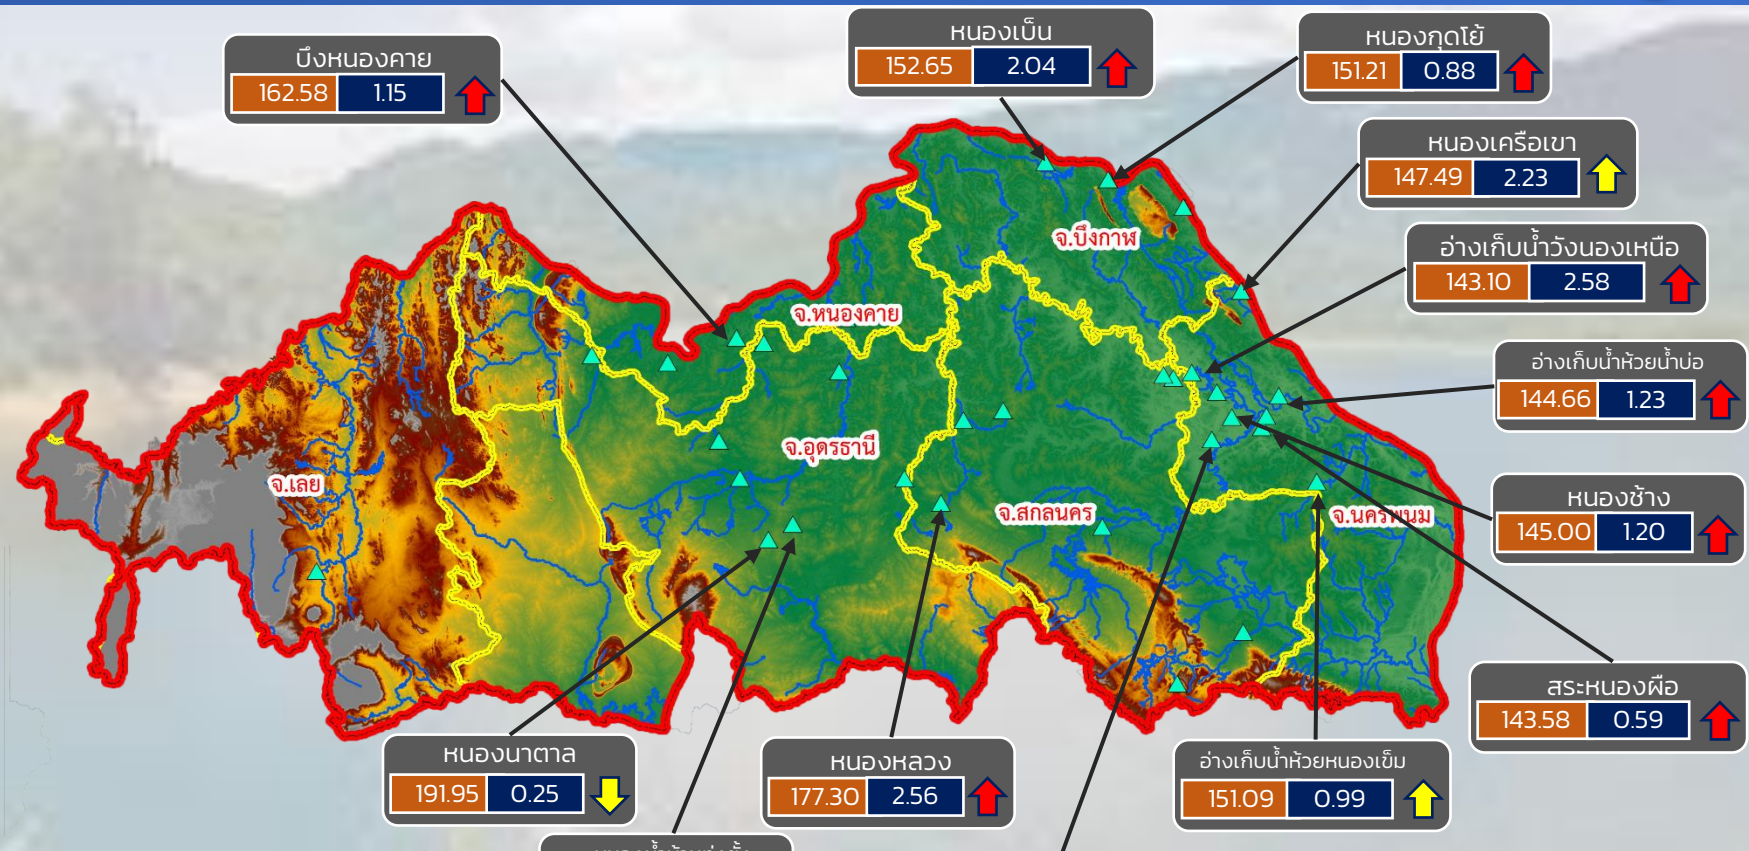 บึงหนองคาย
162.58 1.15
หนองเบ็น
152.65 2.04
หนองกุดโย้
151.21 0.88
หนองเครือเขา
147.49 2.23
อ่างเก็บน้ำวังนองเหนือ
143.10 2.58
อ่างเก็บน้ำห้วยน้ำบ่อ
144.66 1.23
หนองช้าง
145.00 1.20
สระหนองผือ
143.58 0.59
จ.บึงกาฬ
จ.หนองคาย
จ.อุดรธานี
จ.เลย
จ.สกลนคร
จ.นครพนม
หนองนาตาล
191.95 0.25
หนองหลวง
177.30 2.56
อ่างเก็บน้ำห้วยหนองเข็ม
151.09 0.99